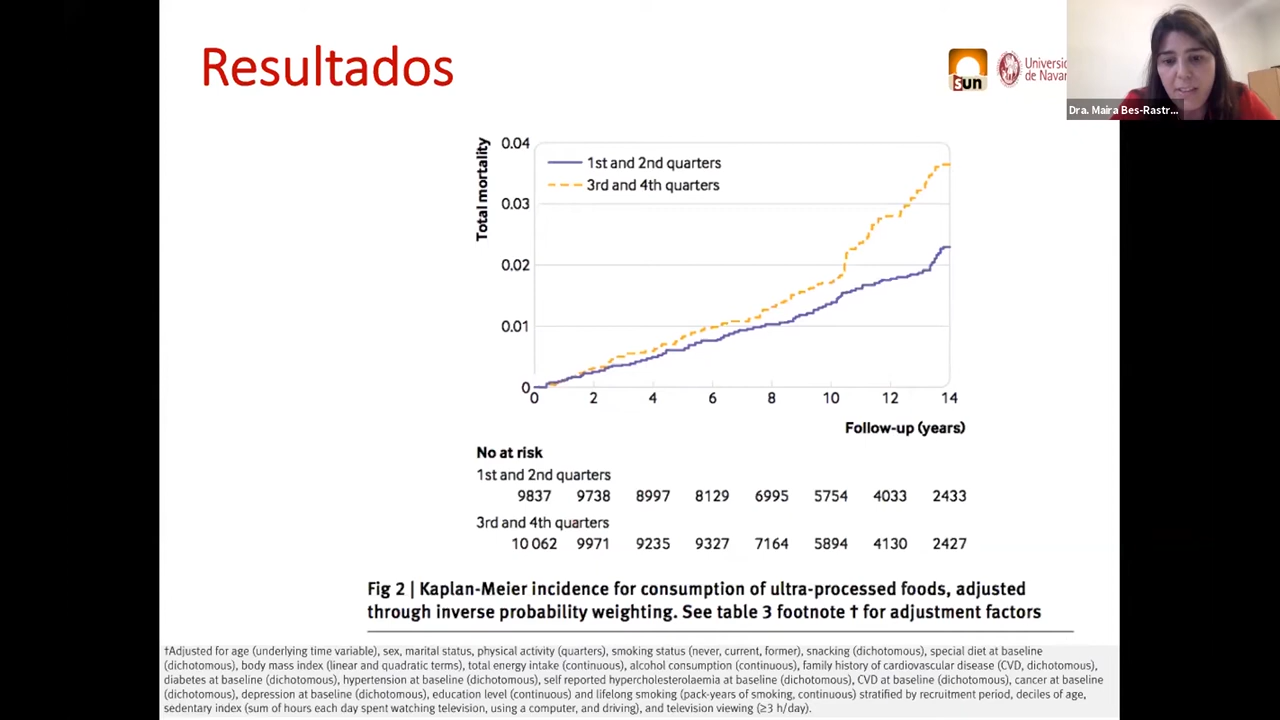 Resultados
sun
Universi
de Nava
Dra. Maira Bes-Rastr...
Total mortality
0.04
0.03
0.02
0.01
0
1st and 2nd quarters
3rd and 4th quarters
0 2 4 6 8 10 12 14
Follow-up (years)
No at risk
1st and 2nd quarters
9837 9738 8997 8129 6995 5754 4033 2433
3rd and 4th quarters
10 062 9971 9235 9327 7164 5894 4130 2427
Fig 2 | Kaplan-Meier incidence for consumption of ultra-processed foods, adjusted
through inverse probability weighting. See table 3 footnote † for adjustment factors
†Adjusted for age (underlying time variable), sex, marital status, physical activity (quarters), smoking status (never, current, former), snacking (dichotomous), special diet at baseline
(dichotomous), body mass index (linear and quadratic terms), total energy intake (continuous), alcohol consumption (continuous), family history of cardiovascular disease (CVD, dichotomous),
diabetes at baseline (dichotomous), hypertension at baseline (dichotomous), self reported hypercholesterolaemia at baseline (dichotomous), CVD at baseline (dichotomous), cancer at baseline
(dichotomous), depression at baseline (dichotomous), education level (continuous) and lifelong smoking (pack-years of smoking, continuous) stratified by recruitment period, deciles of age,
sedentary index (sum of hours each day spent watching television, using a computer, and driving), and television viewing (≥3 h/day).